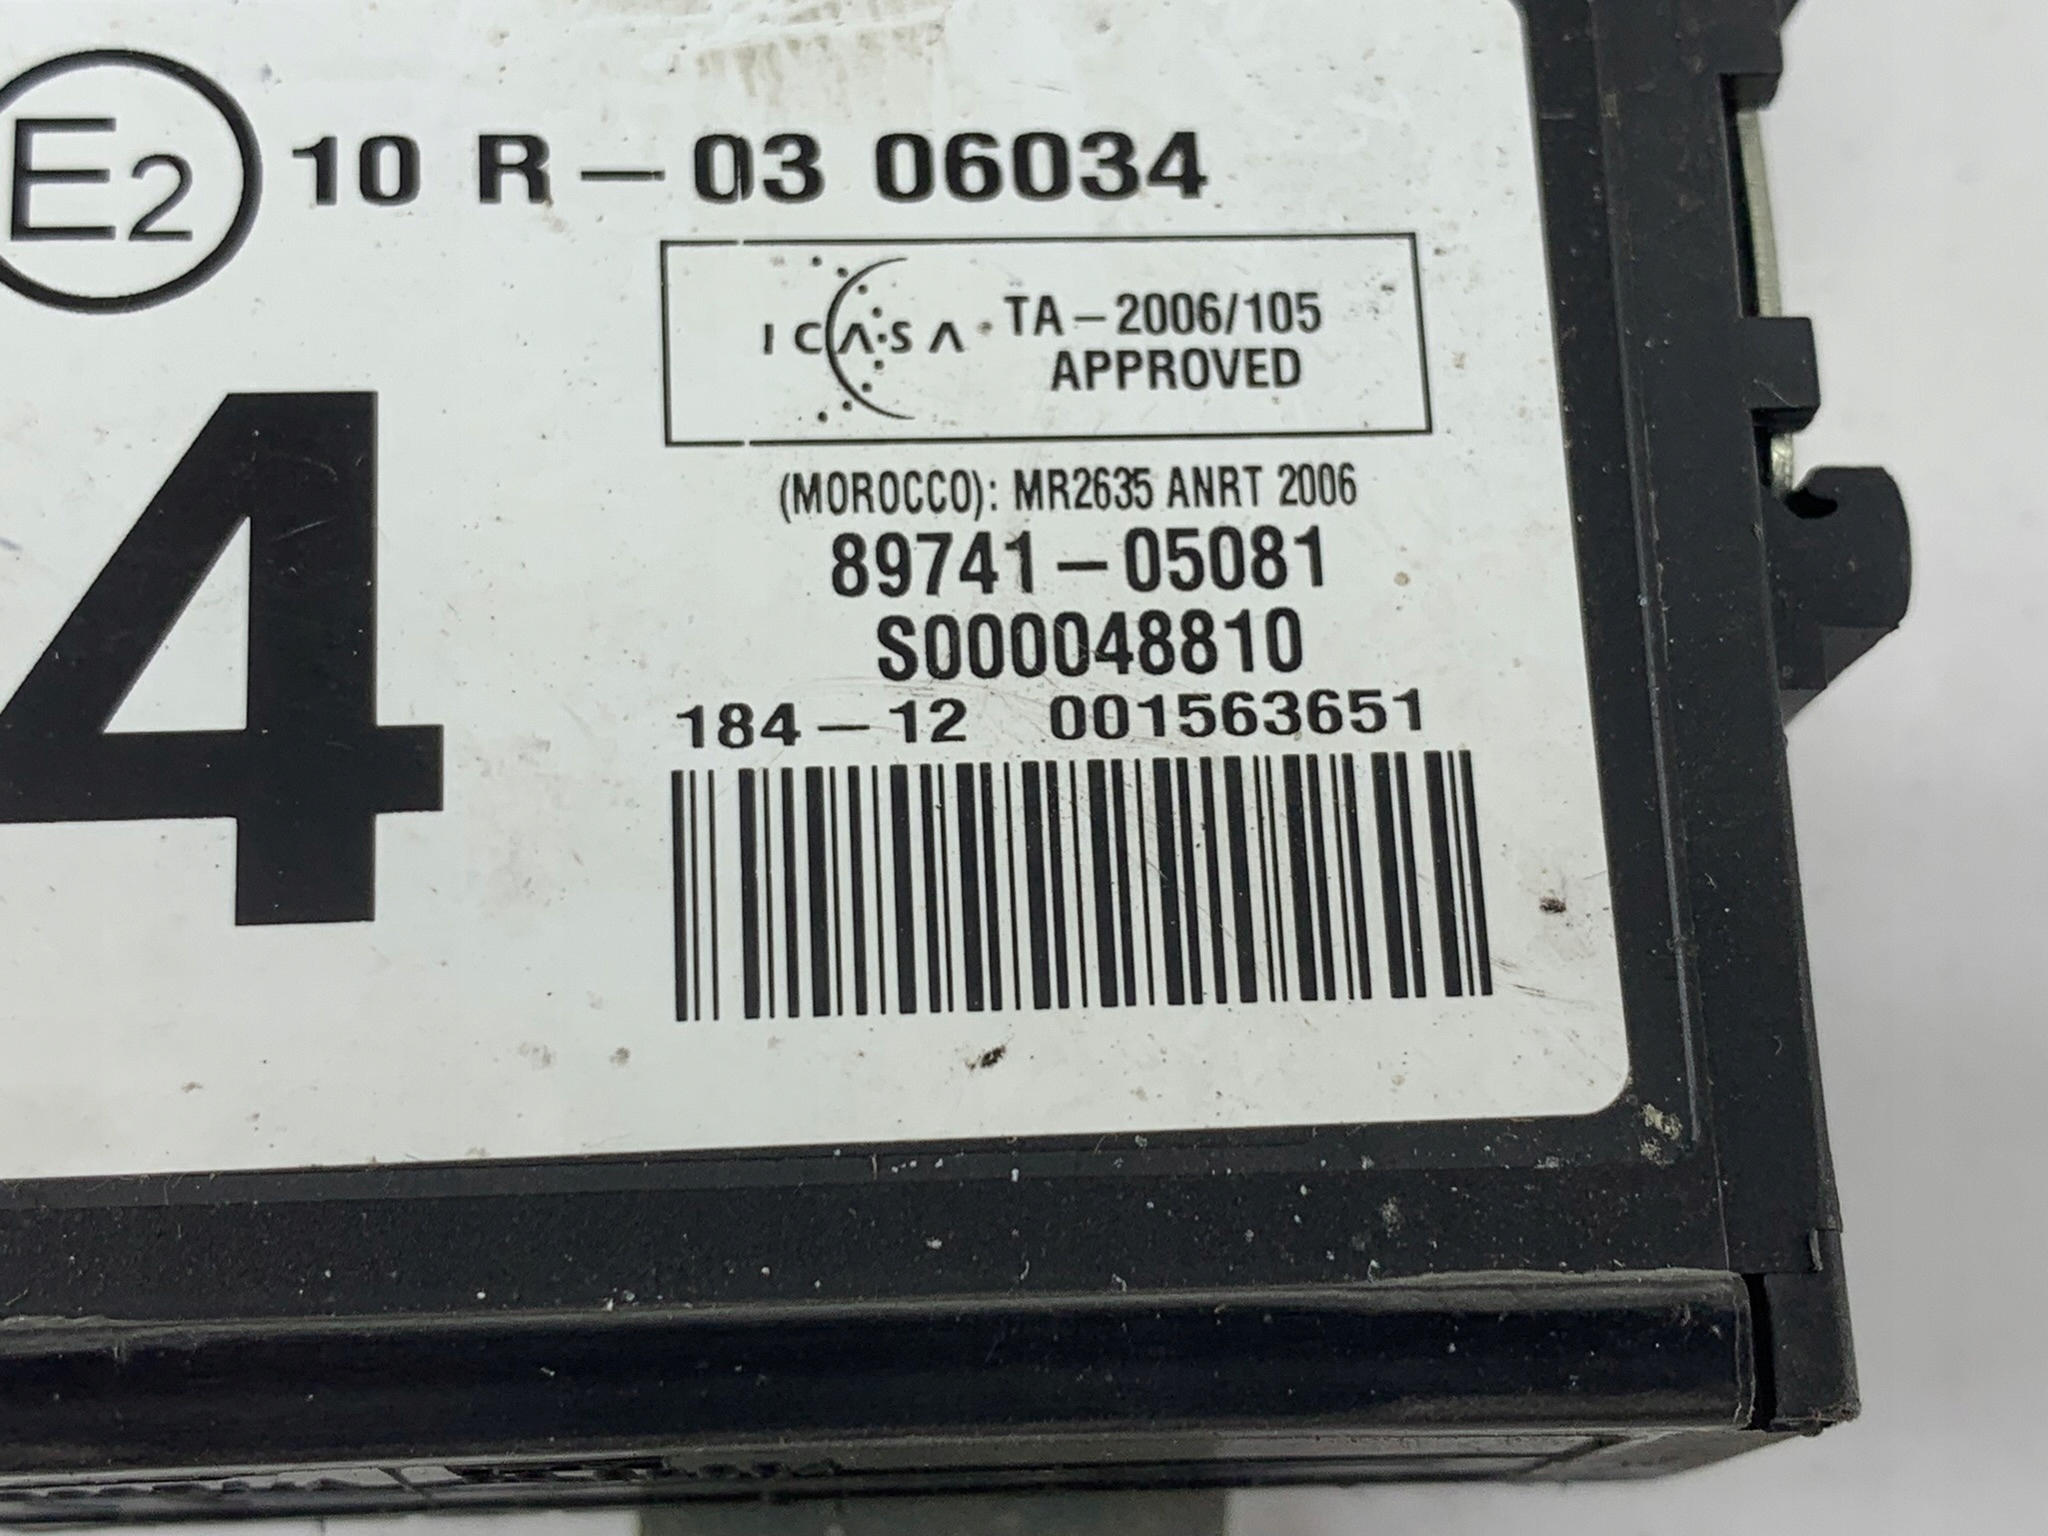 E2 10 R-03 06034
ICASA TA-2006/105
APPROVED
4
(MOROCCO): MR2635 ANRT 2006
89741-05081
S000048810
184-12 001563651